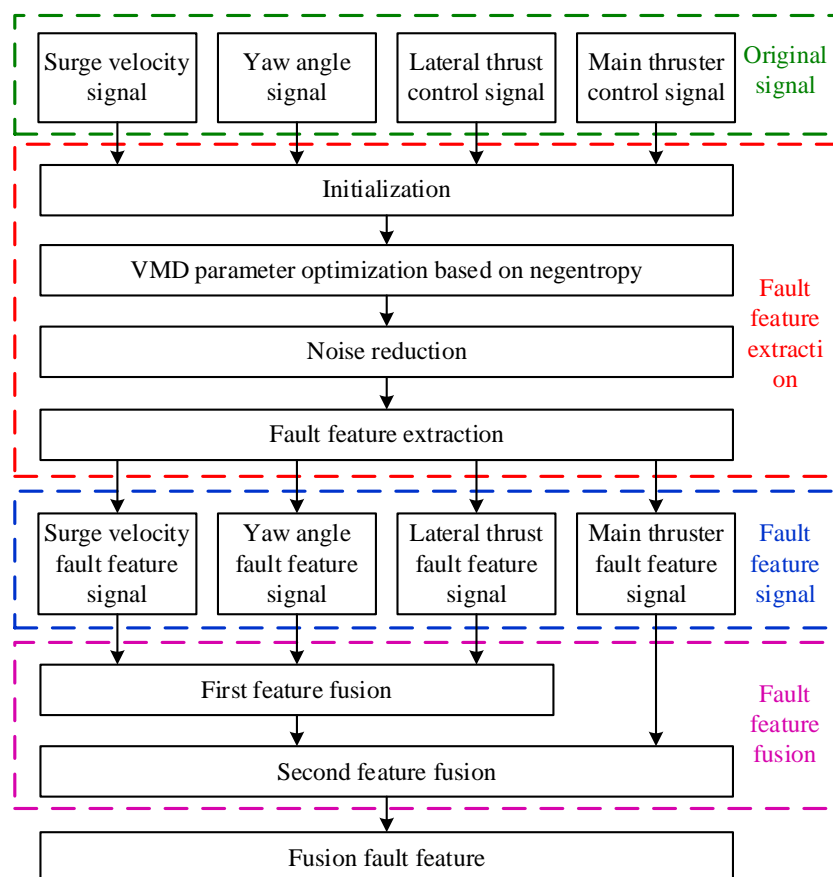 Surge velocity
signal
Yaw angle
signal
Lateral thrust
control signal
Main thruster
control signal
Original
signal
Initialization
VMD parameter optimization based on negentropy
Noise reduction
Fault feature extraction
Fault
feature
extracti
on
Surge velocity
fault feature
signal
Yaw angle
fault feature
signal
Lateral thrust
fault feature
signal
Main thruster
fault feature
signal
Fault
feature
signal
First feature fusion
Second feature fusion
Fault
feature
fusion
Fusion fault feature